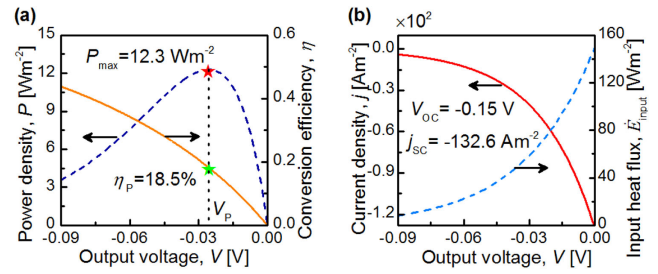 (a)
15
12
9
6
3
0
Power density, P [Wm⁻²]
P_max=12.3 Wm⁻²
η_P=18.5%
V_P
0.6
0.5
0.4
0.3
0.2
0.1
0.0
Conversion efficiency, η
-0.09 -0.06 -0.03 0.00
Output voltage, V [V]
(b)
×10²
0.0
-0.3
-0.6
-0.9
-1.2
Current density, j [Am⁻²]
V_OC= -0.15 V
j_SC= -132.6 Am⁻²
160
120
80
40
0
Input heat flux, Ė_input [Wm⁻²]
-0.09 -0.06 -0.03 0.00
Output voltage, V [V]